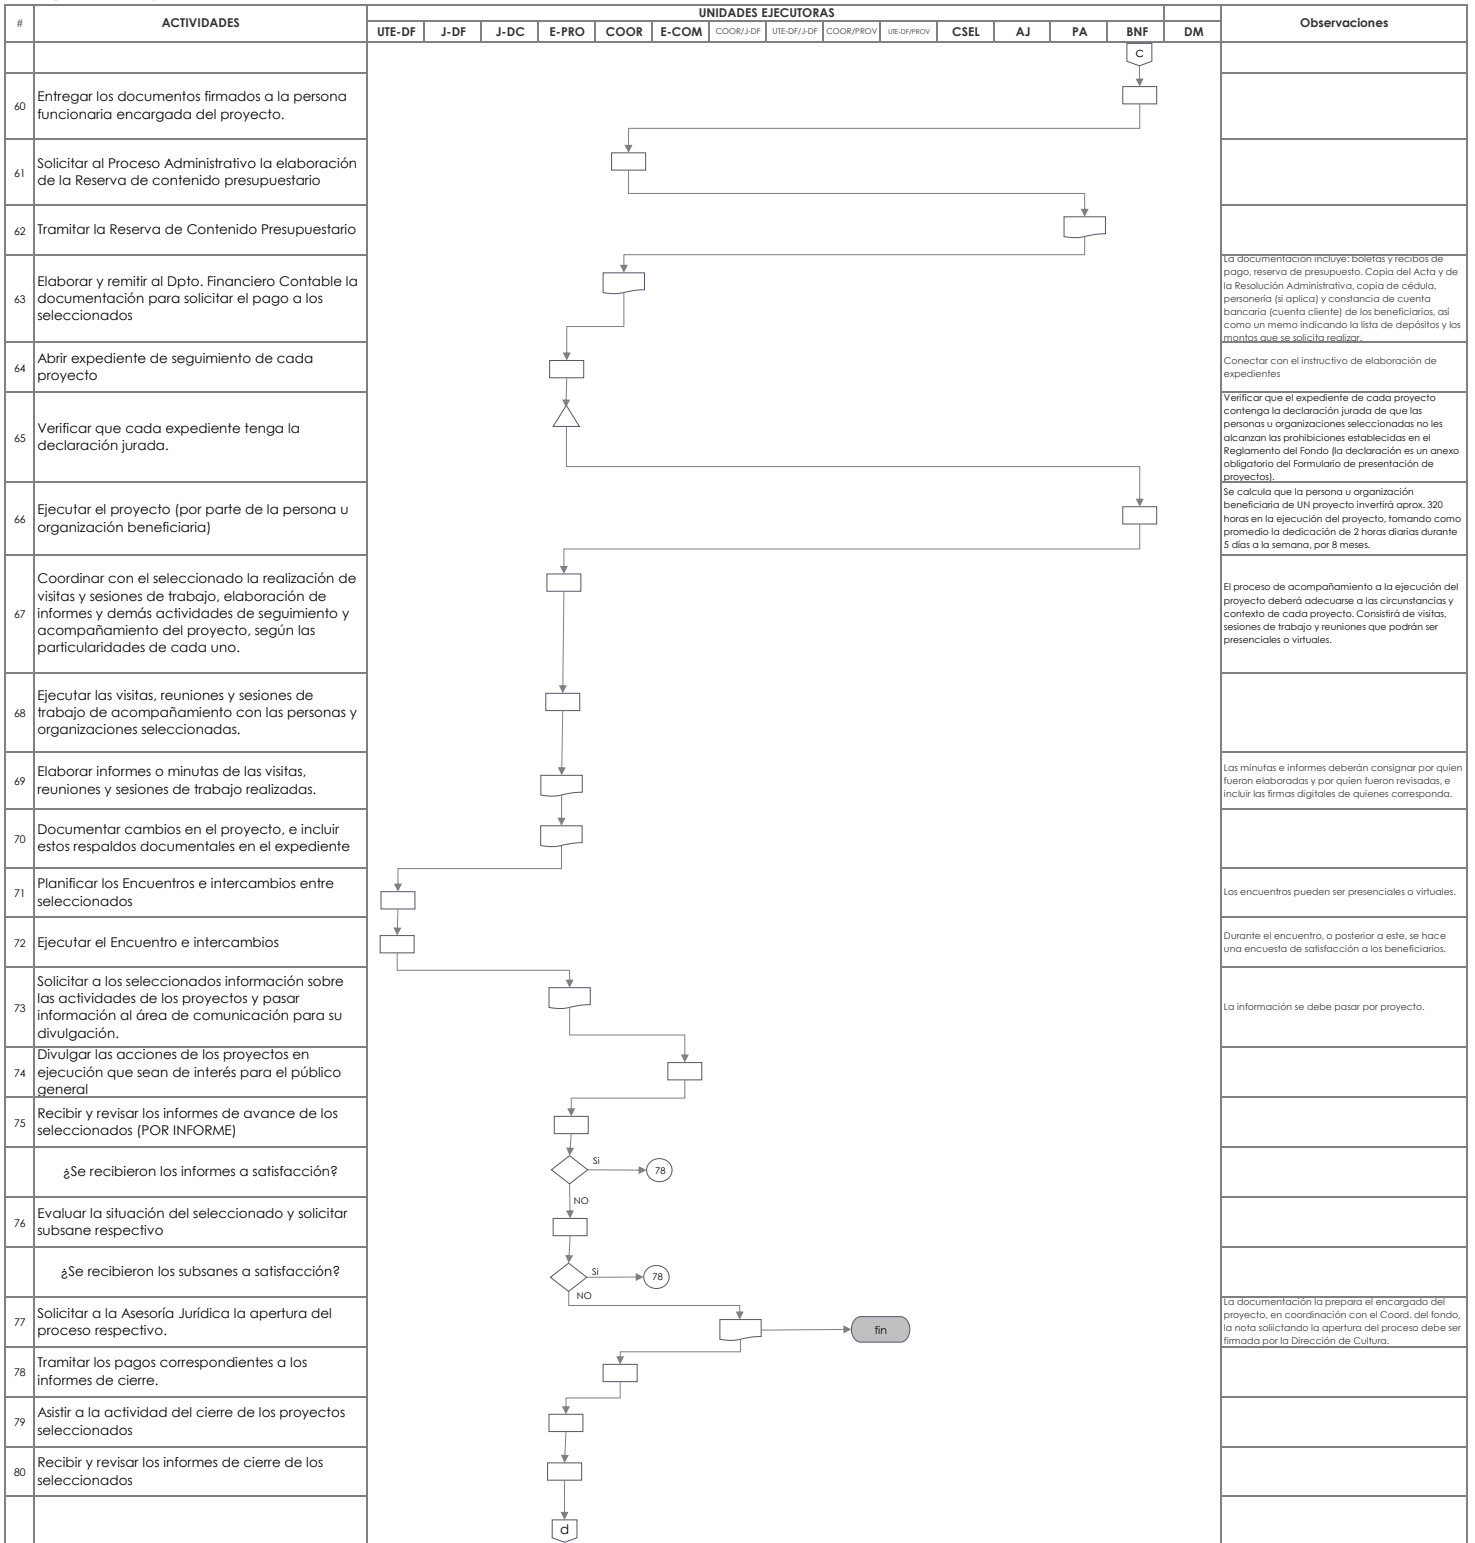 # ACTIVIDADES UNIDADES EJECUTORAS Observaciones
UTE-DF J-DF J-DC E-PRO COOR E-COM COOR/J-DF UTE-DF/J-DF COOR/PROV UTE-DF/PROV CSEL AJ PA BNF DM
c
60 Entregar los documentos firmados a la persona
funcionaria encargada del proyecto.
61 Solicitar al Proceso Administrativo la elaboración
de la Reserva de contenido presupuestario
62 Tramitar la Reserva de Contenido Presupuestario
63 Elaborar y remitir al Dpto. Financiero Contable la
documentación para solicitar el pago a los
seleccionados
La documentación incluye: boletas y recibos de
pago, reserva de presupuesto. Copia del Acta y de
la Resolución Administrativa, copia de cédula,
personería (si aplica) y constancia de cuenta
bancaria (cuenta cliente) de los beneficiarios, así
como un memo indicando la lista de depósitos y los
montos que se solicita realizar.
64 Abrir expediente de seguimiento de cada
proyecto
Conectar con el instructivo de elaboración de
expedientes
65 Verificar que cada expediente tenga la
declaración jurada.
Verificar que el expediente de cada proyecto
contenga la declaración jurada de que las
personas u organizaciones seleccionadas no les
alcanzan las prohibiciones establecidas en el
Reglamento del Fondo (la declaración es un anexo
obligatorio del Formulario de presentación de
proyectos).
66 Ejecutar el proyecto (por parte de la persona u
organización beneficiaria)
Se calcula que la persona u organización
beneficiaria de UN proyecto invertirá aprox. 320
horas en la ejecución del proyecto, tomando como
promedio la dedicación de 2 horas diarias durante
5 días a la semana, por 8 meses.
67 Coordinar con el seleccionado la realización de
visitas y sesiones de trabajo, elaboración de
informes y demás actividades de seguimiento y
acompañamiento del proyecto, según las
particularidades de cada uno.
El proceso de acompañamiento a la ejecución del
proyecto deberá adecuarse a las circunstancias y
contexto de cada proyecto. Consistirá de visitas,
sesiones de trabajo y reuniones que podrán ser
presenciales o virtuales.
68 Ejecutar las visitas, reuniones y sesiones de
trabajo de acompañamiento con las personas y
organizaciones seleccionadas.
69 Elaborar informes o minutas de las visitas,
reuniones y sesiones de trabajo realizadas.
Las minutas e informes deberán consignar por quien
fueron elaboradas y por quien fueron revisadas, e
incluir las firmas digitales de quienes corresponda.
70 Documentar cambios en el proyecto, e incluir
estos respaldos documentales en el expediente
71 Planificar los Encuentros e intercambios entre
seleccionados
Los encuentros pueden ser presenciales o virtuales.
72 Ejecutar el Encuentro e intercambios
Durante el encuentro, o posterior a este, se hace
una encuesta de satisfacción a los beneficiarios.
73 Solicitar a los seleccionados información sobre
las actividades de los proyectos y pasar
información al área de comunicación para su
divulgación.
La información se debe pasar por proyecto.
74 Divulgar las acciones de los proyectos en
ejecución que sean de interés para el público
general
75 Recibir y revisar los informes de avance de los
seleccionados (POR INFORME)
¿Se recibieron los informes a satisfacción?
Si
78
NO
76 Evaluar la situación del seleccionado y solicitar
subsane respectivo
¿Se recibieron los subsanes a satisfacción?
Si
78
NO
77 Solicitar a la Asesoría Jurídica la apertura del
proceso respectivo.
fin
La documentación la prepara el encargado del
proyecto, en coordinación con el Coord. del fondo,
la nota soliictando la apertura del proceso debe ser
firmada por la Dirección de Cultura.
78 Tramitar los pagos correspondientes a los
informes de cierre.
79 Asistir a la actividad del cierre de los proyectos
seleccionados
80 Recibir y revisar los informes de cierre de los
seleccionados
d